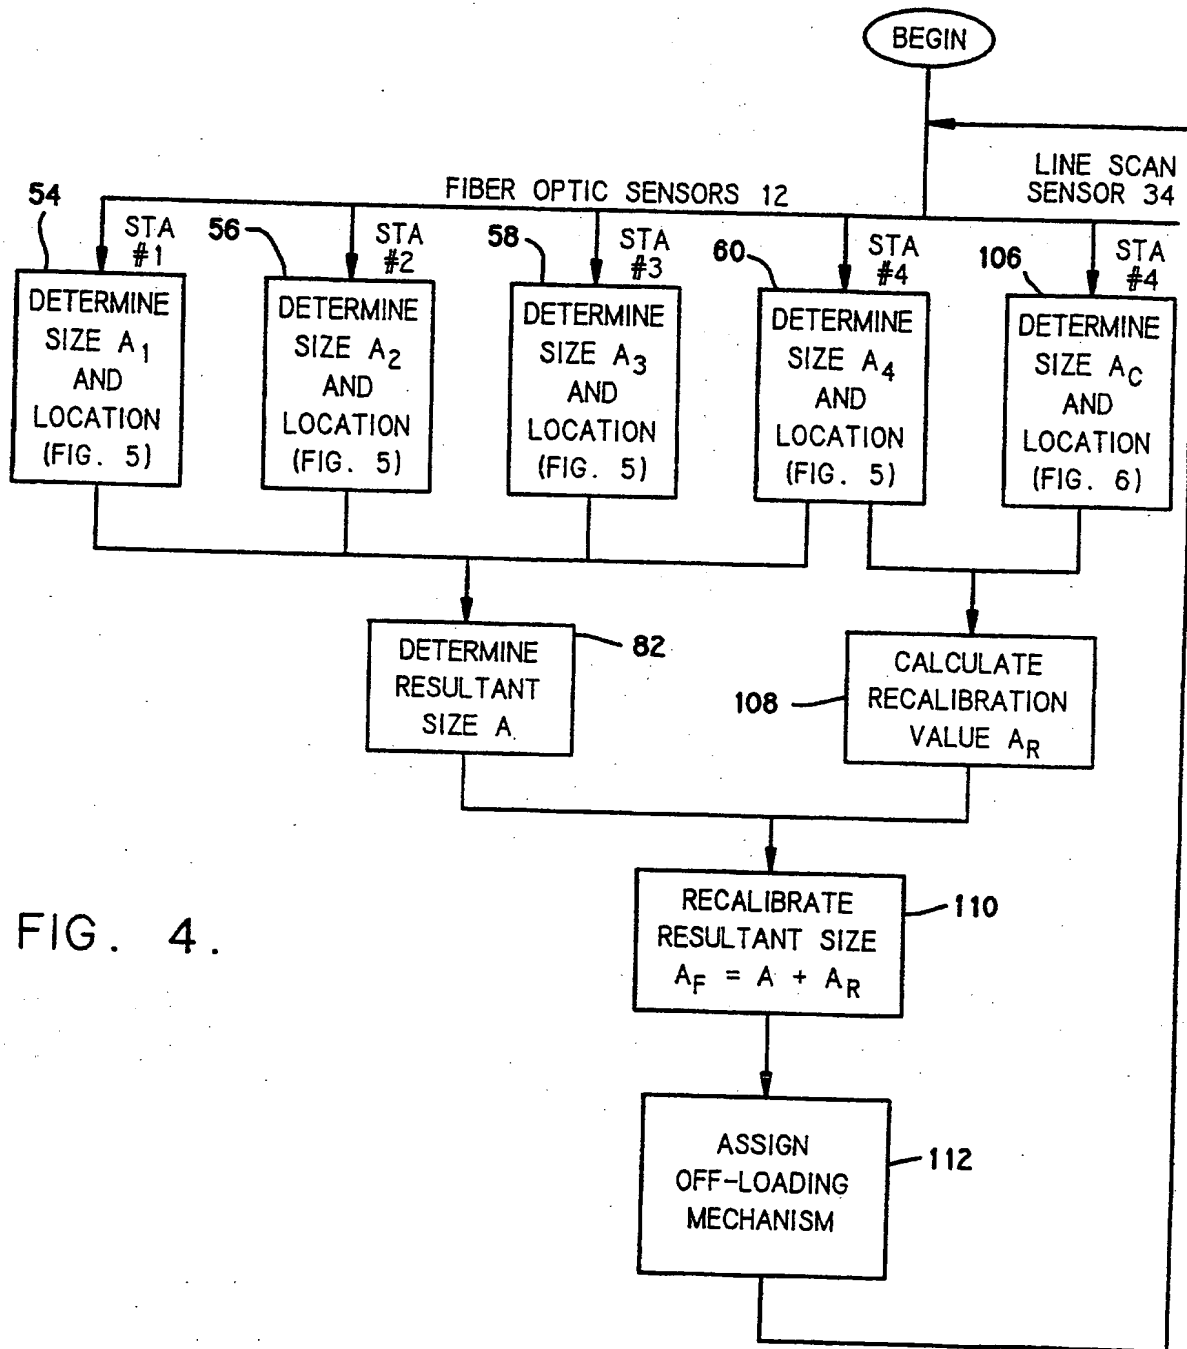 BEGIN
LINE SCAN
SENSOR 34
FIBER OPTIC SENSORS 12
54
STA
#1
56
STA
#2
58
STA
#3
60
STA
#4
106
STA
#4
DETERMINE
SIZE A1
AND
LOCATION
(FIG. 5)
DETERMINE
SIZE A2
AND
LOCATION
(FIG. 5)
DETERMINE
SIZE A3
AND
LOCATION
(FIG. 5)
DETERMINE
SIZE A4
AND
LOCATION
(FIG. 5)
DETERMINE
SIZE AC
AND
LOCATION
(FIG. 6)
DETERMINE
RESULTANT
SIZE A
82
108
CALCULATE
RECALIBRATION
VALUE AR
RECALIBRATE
RESULTANT SIZE
AF = A + AR
110
FIG. 4.
ASSIGN
OFF-LOADING
MECHANISM
112